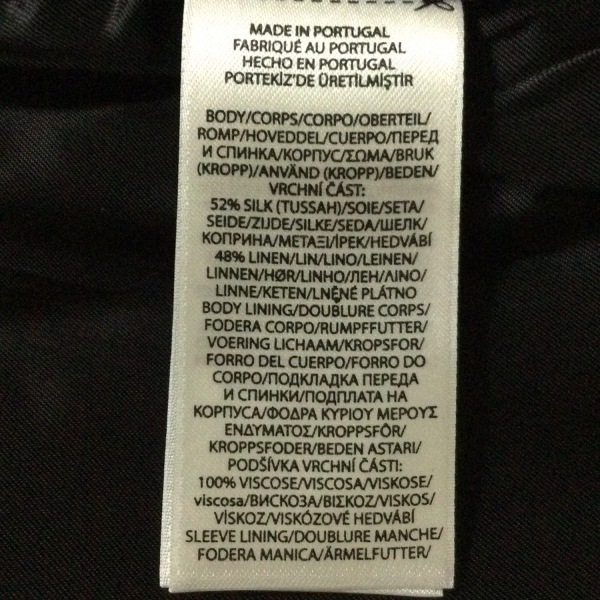 MADE IN PORTUGAL
FABRIQUÉ AU PORTUGAL
HECHO EN PORTUGAL
PORTEKİZ'DE ÜRETİLMİŞTİR
BODY/CORPS/CORPO/OBERTEIL/
ROMP/HOVEDDEL/CUERPO/ПЕРЕД
И СПИНКА/КОРПУС/ΣΩΜΑ/BRUK
(KROPP)/ANVÄND (KROPP)/BEDEN/
VRCHNÍ ČÁST:
52% SILK (TUSSAH)/SOIE/SETA/
SEIDE/ZIJDE/SILKE/SEDA/ШЕЛК/
КОПРИНА/ΜΕΤΑΞΙ/İPEK/HEDVÁBÍ
48% LINEN/LIN/LINO/LEINEN/
LINNEN/HØR/LINHO/ЛЕН/ΛΙΝΟ/
LINNE/KETEN/LNĚNÉ PLÁTNO
BODY LINING/DOUBLURE CORPS/
FODERA CORPO/RUMPFFUTTER/
VOERING LICHAAM/KROPSFOR/
FORRO DEL CUERPO/FORRO DO
CORPO/ПОДКЛАДКА ПЕРЕДА
И СПИНКИ/ПОДПЛАТА НА
КОРПУСА/ΦΟΔΡΑ ΚΥΡΙΟΥ ΜΕΡΟΥΣ
ΕΝΔΥΜΑΤΟΣ/KROPPSFÔR/
KROPPSFODER/BEDEN ASTARI/
PODŠÍVKA VRCHNÍ ČÁSTI:
100% VISCOSE/VISCOSA/VISKOSE/
viscosa/ВИСКОЗА/ΒΙΣΚΟΖ/VISKOS/
VİSKOZ/VISKÓZOVÉ HEDVÁBÍ
SLEEVE LINING/DOUBLURE MANCHE/
FODERA MANICA/ÄRMELFUTTER/